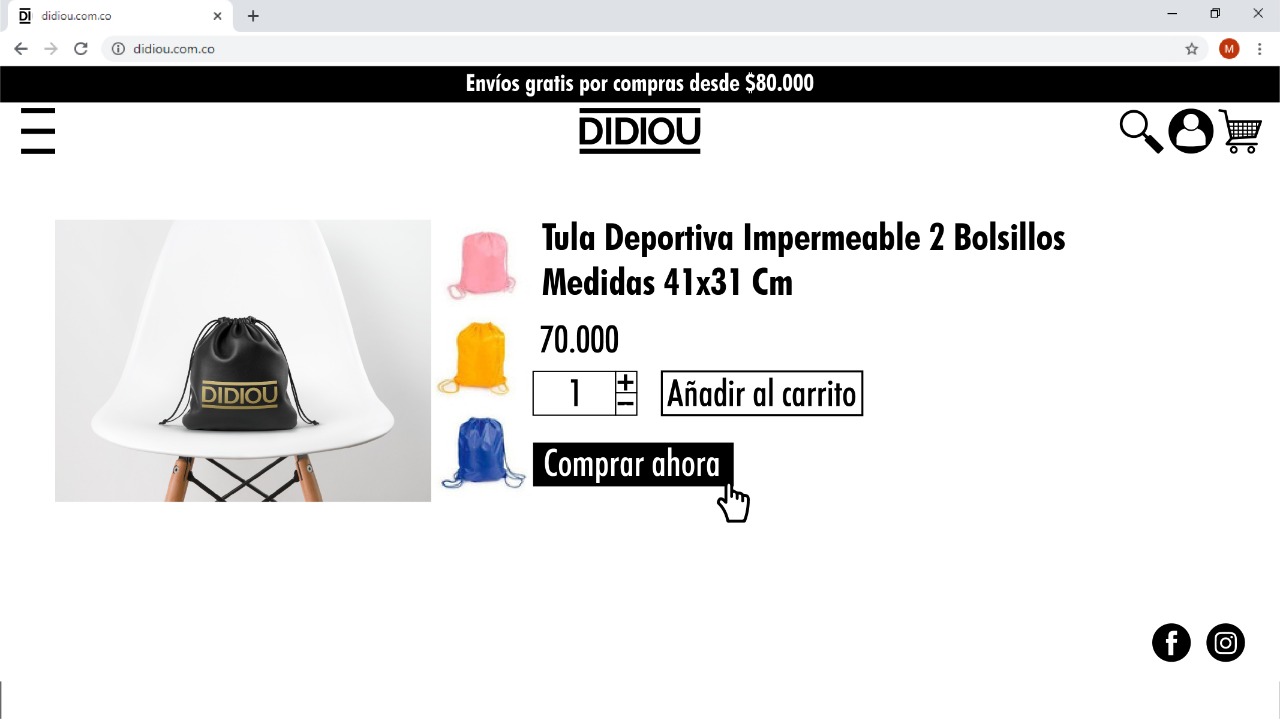 DI didiou.com.co
didiou.com.co
M
Envíos gratis por compras desde $80.000
DIDIOU
Tula Deportiva Impermeable 2 Bolsillos
Medidas 41x31 Cm
70.000
1
+
−
Añadir al carrito
DIDIOU
Comprar ahora